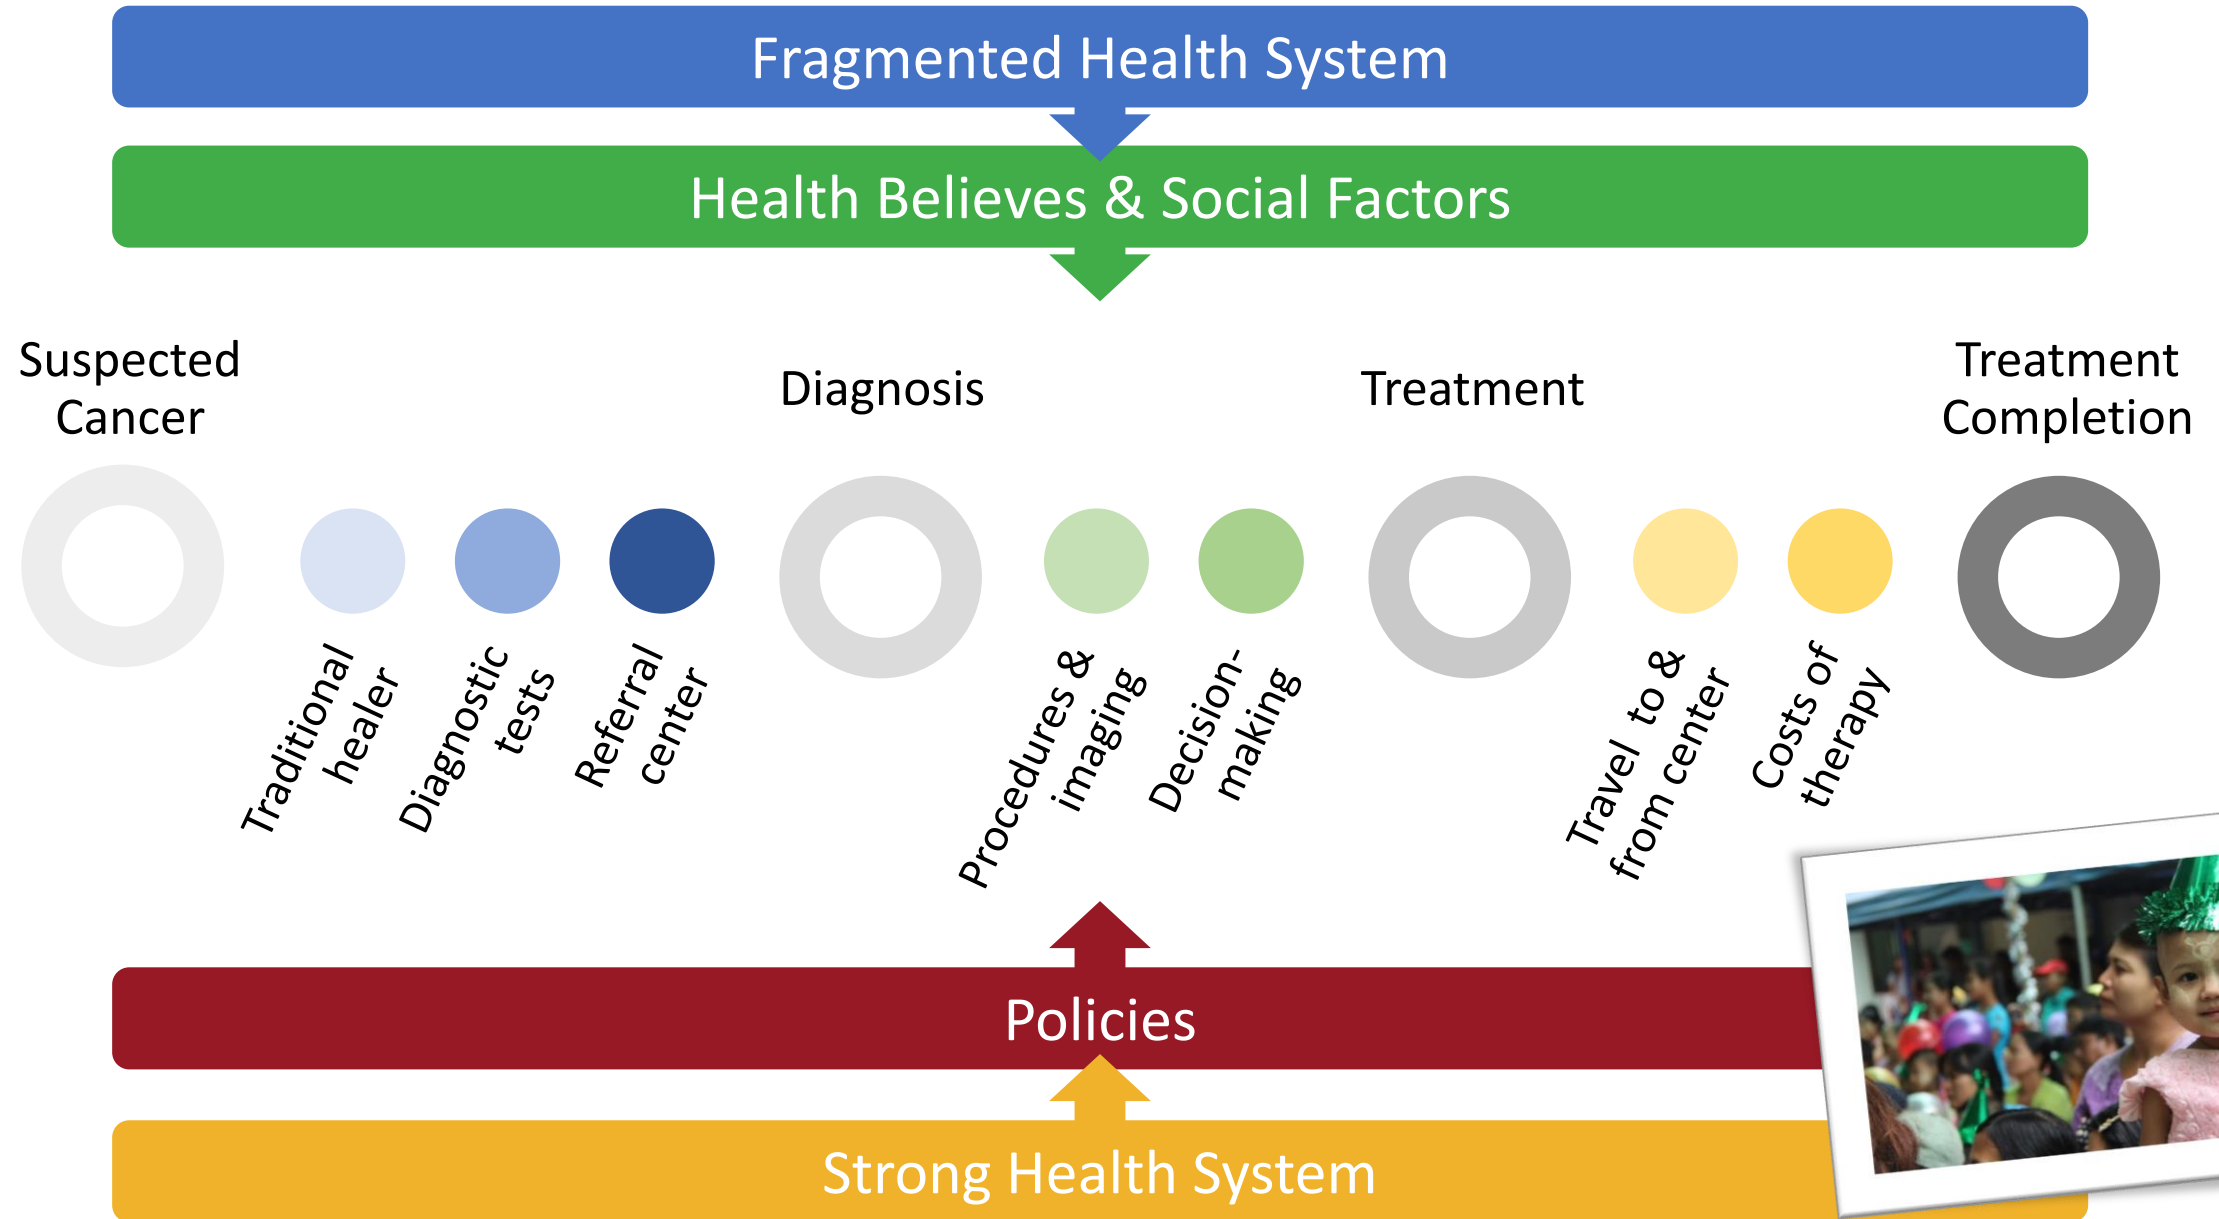 Fragmented Health System
Health Believes & Social Factors
Suspected
Cancer
Diagnosis
Treatment
Treatment
Completion
Traditional
healer
Diagnostic
tests
Referral
center
Procedures &
imaging
Decision-
making
Travel to &
from center
Costs of
therapy
Policies
Strong Health System